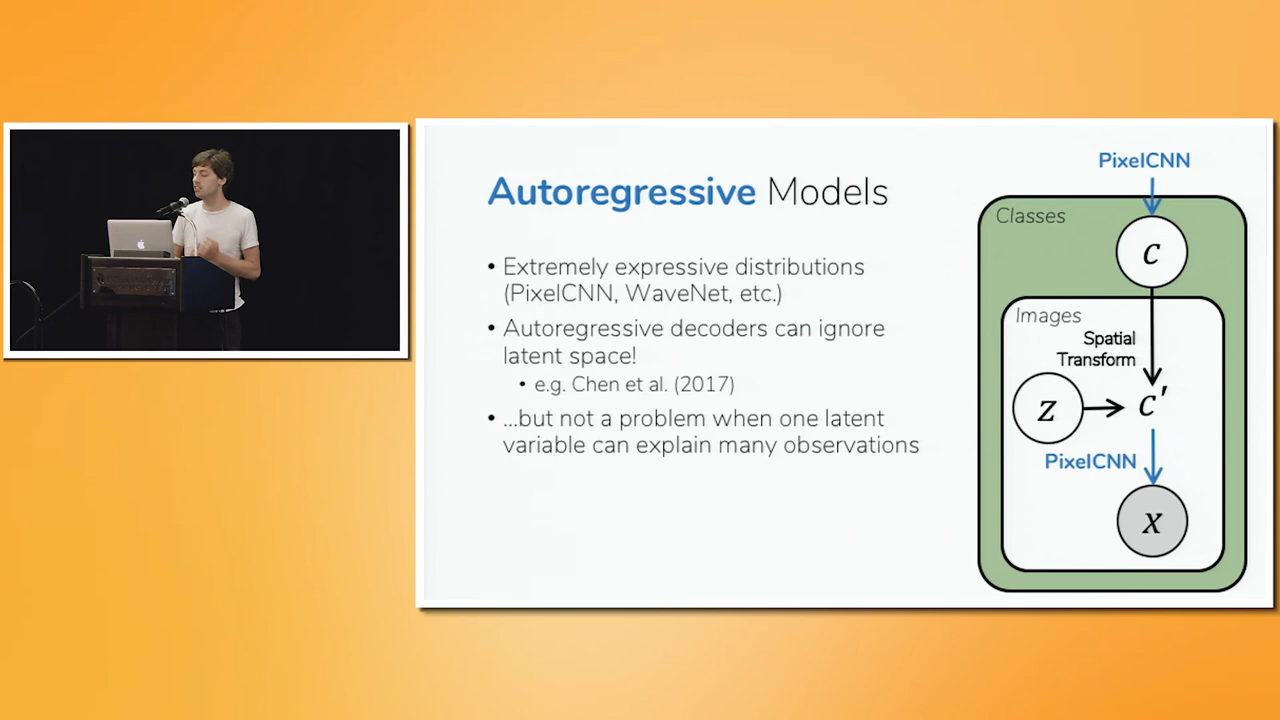 Autoregressive Models
• Extremely expressive distributions
(PixelCNN, WaveNet, etc.)
• Autoregressive decoders can ignore
latent space!
• e.g. Chen et al. (2017)
• ...but not a problem when one latent
variable can explain many observations
PixelCNN
Classes
c
Images
Spatial
Transform
z
c′
PixelCNN
x